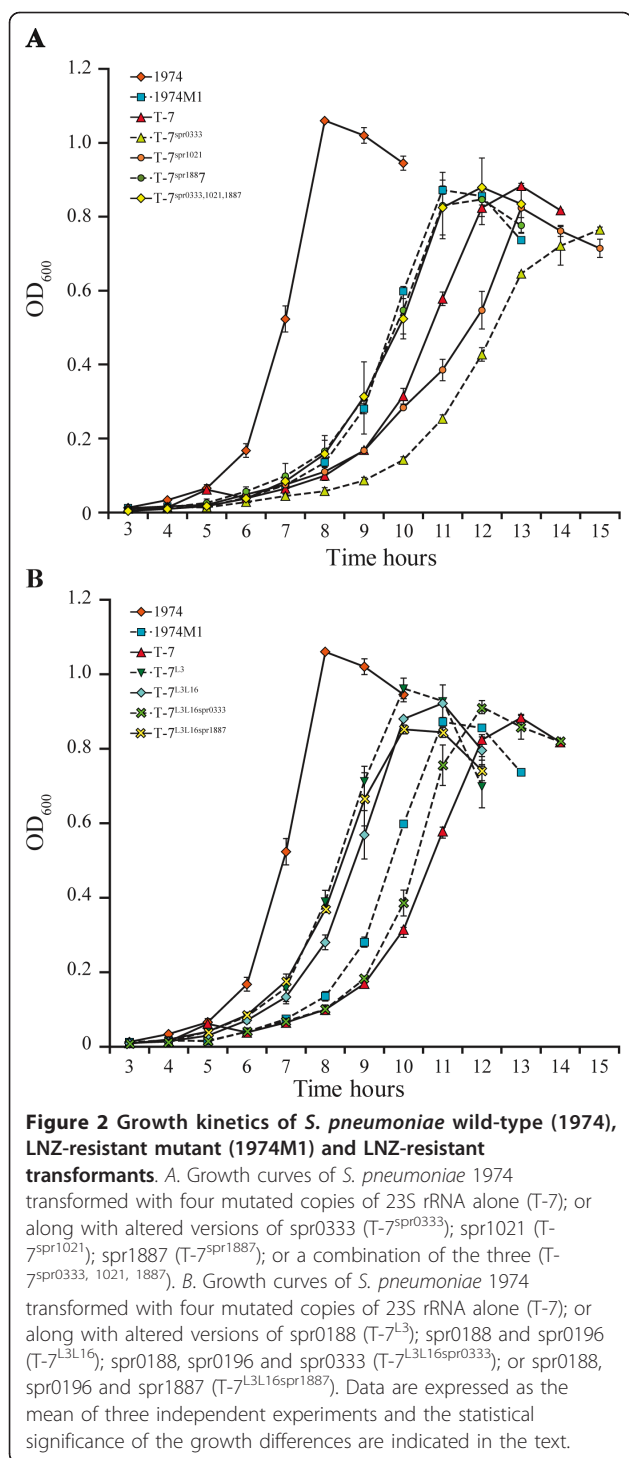 A
1.2
1.0
0.8
0.6
0.4
0.2
0
OD600
1974
1974M1
T-7
T-7spr0333
T-7spr1021
T-7spr1887
T-7spr0333,1021,1887
3 4 5 6 7 8 9 10 11 12 13 14 15
Time hours
B
1.2
1.0
0.8
0.6
0.4
0.2
0
OD600
1974
1974M1
T-7
T-7L3
T-7L3L16
T-7L3L16spr0333
T-7L3L16spr1887
3 4 5 6 7 8 9 10 11 12 13 14 15
Time hours
Figure 2 Growth kinetics of S. pneumoniae wild-type (1974),
LNZ-resistant mutant (1974M1) and LNZ-resistant
transformants. A. Growth curves of S. pneumoniae 1974
transformed with four mutated copies of 23S rRNA alone (T-7); or
along with altered versions of spr0333 (T-7spr0333); spr1021 (T-
7spr1021); spr1887 (T-7spr1887); or a combination of the three (T-
7spr0333, 1021, 1887). B. Growth curves of S. pneumoniae 1974
transformed with four mutated copies of 23S rRNA alone (T-7); or
along with altered versions of spr0188 (T-7L3); spr0188 and spr0196
(T-7L3L16); spr0188, spr0196 and spr0333 (T-7L3L16spr0333); or spr0188,
spr0196 and spr1887 (T-7L3L16spr1887). Data are expressed as the
mean of three independent experiments and the statistical
significance of the growth differences are indicated in the text.